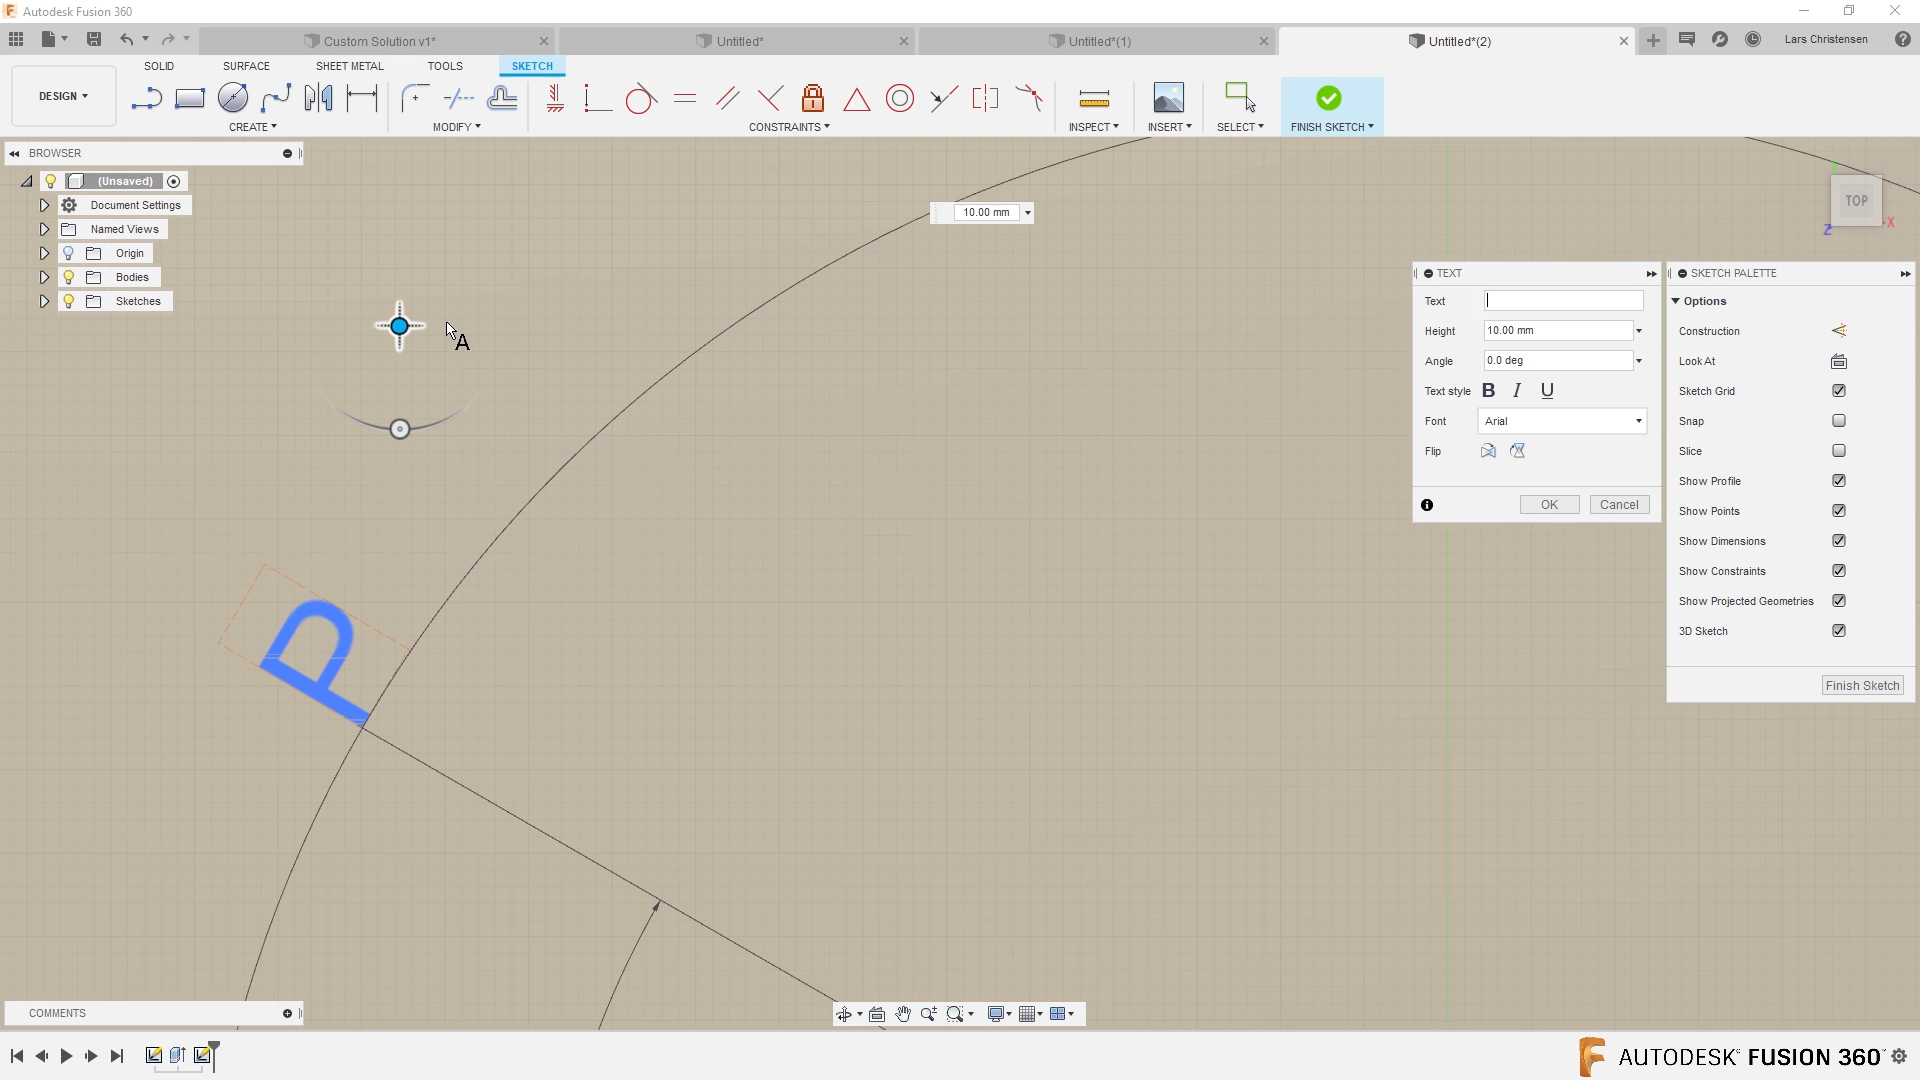 Autodesk Fusion 360
Custom Solution v1*
Untitled*
Untitled*(1)
Untitled*(2)
Lars Christensen
DESIGN
SOLID
SURFACE
SHEET METAL
TOOLS
SKETCH
CREATE
MODIFY
CONSTRAINTS
INSPECT
INSERT
SELECT
FINISH SKETCH
BROWSER
(Unsaved)
Document Settings
Named Views
Origin
Bodies
Sketches
10.00 mm
TOP
Y
X
Z
A
P
TEXT
Text
Height 10.00 mm
Angle 0.0 deg
Text style B I U
Font Arial
Flip
OK Cancel
SKETCH PALETTE
Options
Construction
Look At
Sketch Grid
Snap
Slice
Show Profile
Show Points
Show Dimensions
Show Constraints
Show Projected Geometries
3D Sketch
Finish Sketch
COMMENTS
AUTODESK FUSION 360